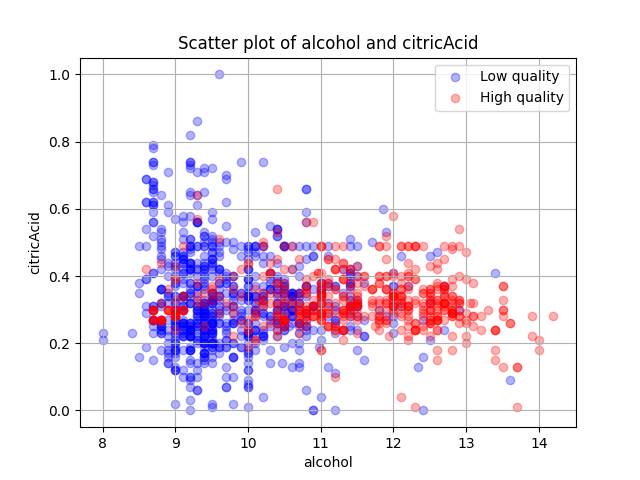 Scatter plot of alcohol and citricAcid
Low quality
High quality
citricAcid
1.0
0.8
0.6
0.4
0.2
0.0
8 9 10 11 12 13 14
alcohol